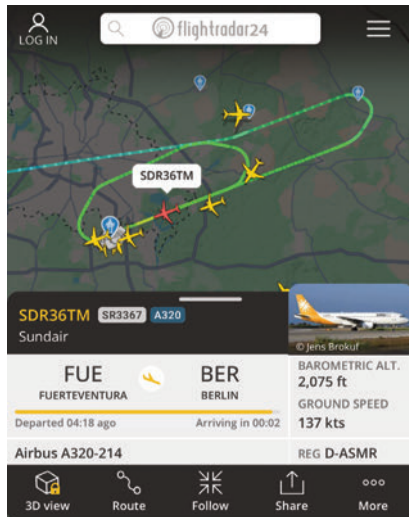 LOG IN
flightradar24
SDR36TM
SDR36TM SR3367 A320
Sundair
© Jens Brokuf
FUE
FUERTEVENTURA
BER
BERLIN
Departed 04:18 ago
Arriving in 00:02
BAROMETRIC ALT.
2,075 ft
GROUND SPEED
137 kts
Airbus A320-214
REG D-ASMR
3D view
Route
Follow
Share
More